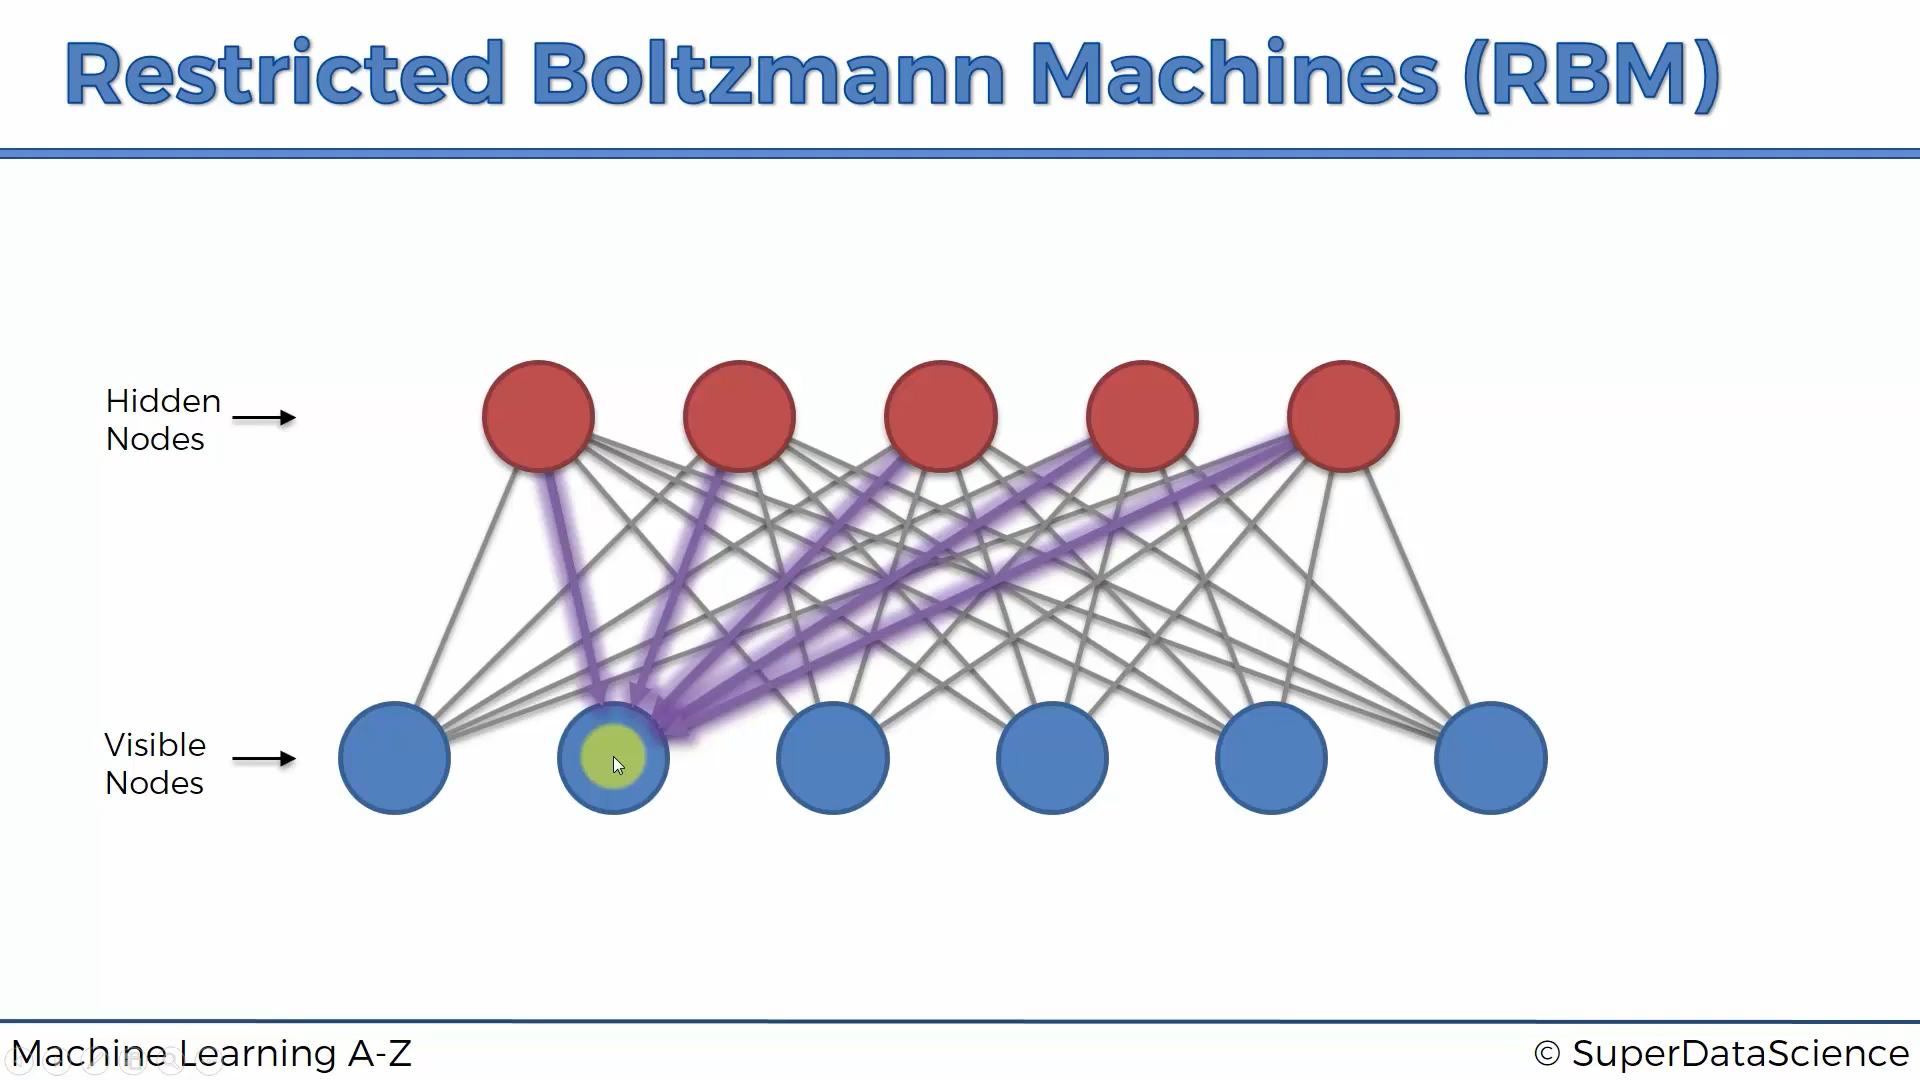 Restricted Boltzmann Machines (RBM)
Hidden
Nodes
Visible
Nodes
Machine Learning A-Z
© SuperDataScience